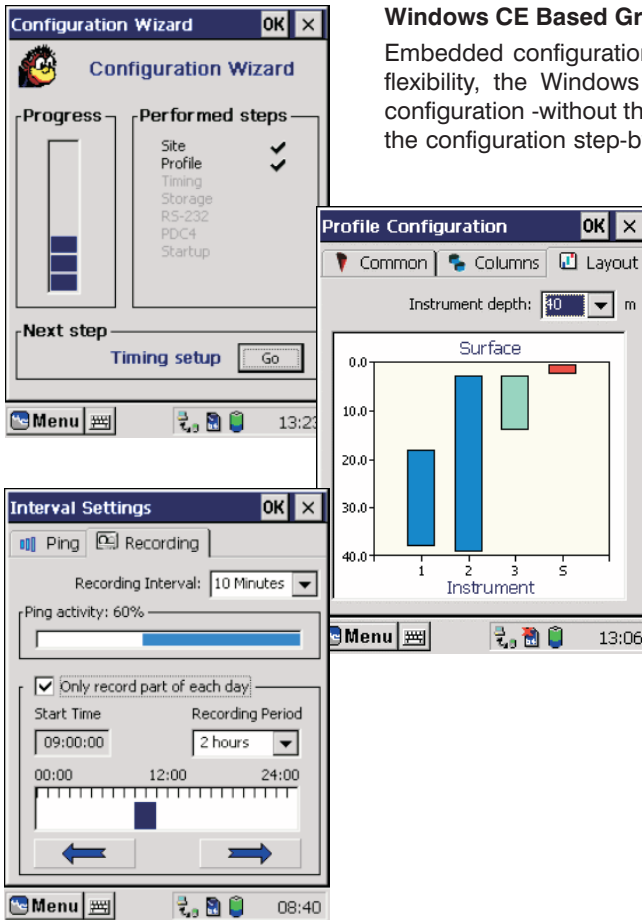 Configuration Wizard OK
Configuration Wizard
Progress
Performed steps
Site
Profile
Timing
Storage
RS-232
PDC4
Startup
Next step
Timing setup Go
Menu 13:23
Windows CE Based Gr
Embedded configuration
flexibility, the Windows
configuration -without th
the configuration step-b
Profile Configuration OK
Common Columns Layout
Instrument depth: 40 m
Surface
0.0
10.0
20.0
30.0
40.0
1 2 3 S
Instrument
Menu 13:06
Interval Settings OK
Ping Recording
Recording Interval: 10 Minutes
Ping activity: 60%
Only record part of each day
Start Time Recording Period
09:00:00 2 hours
00:00 12:00 24:00
Menu 08:40